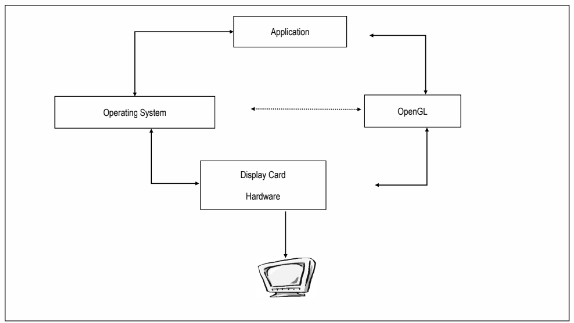 Application
Operating System
OpenGL
Display Card
Hardware